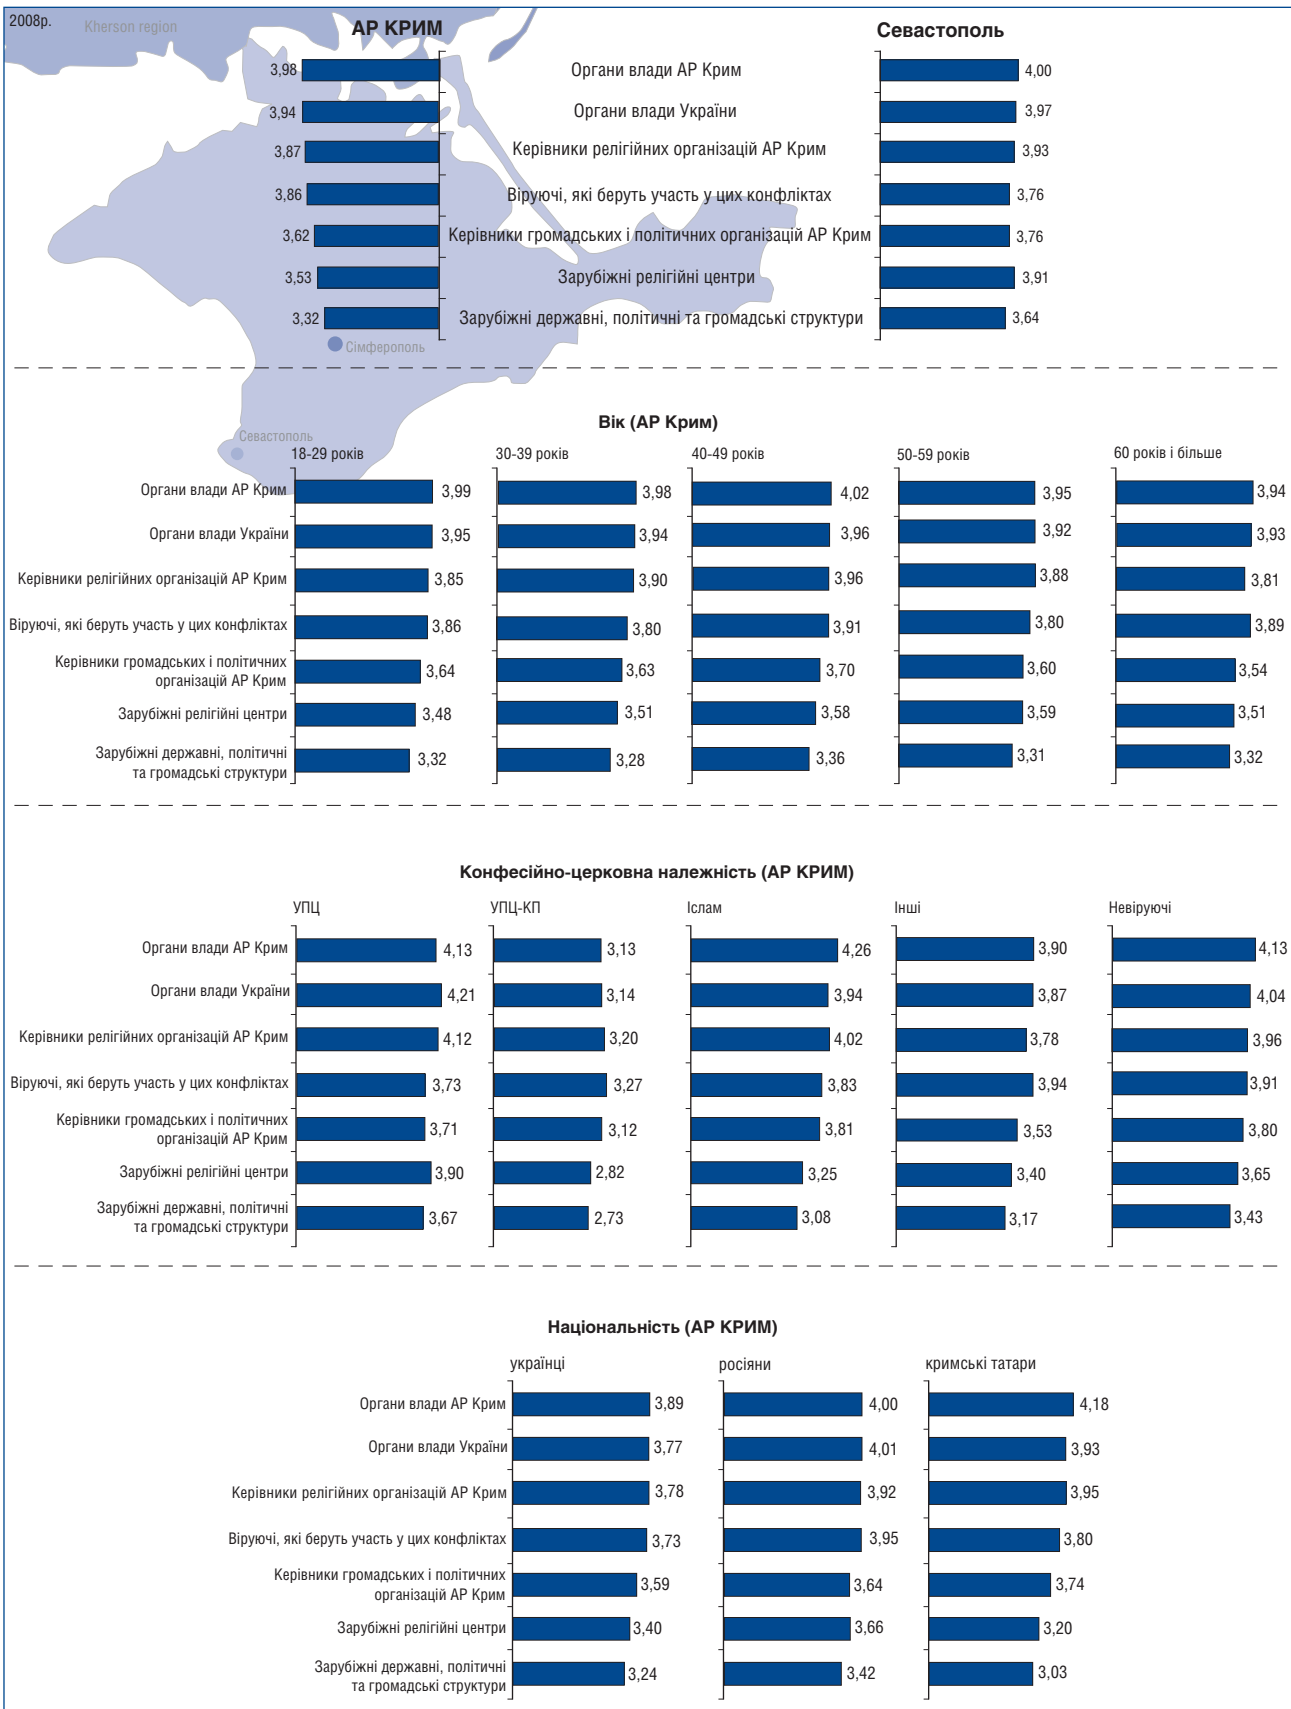 2008р.
Kherson region
АР КРИМ
Севастополь
3,98
Органи влади АР Крим
4,00
3,94
Органи влади України
3,97
3,87
Керівники релігійних організацій АР Крим
3,93
3,86
Віруючі, які беруть участь у цих конфліктах
3,76
3,62
Керівники громадських і політичних організацій АР Крим
3,76
3,53
Зарубіжні релігійні центри
3,91
3,32
Зарубіжні державні, політичні та громадські структури
3,64
Сімферополь
Севастополь
Вік (АР Крим)
18-29 років
30-39 років
40-49 років
50-59 років
60 років і більше
Органи влади АР Крим
3,99
3,98
4,02
3,95
3,94
Органи влади України
3,95
3,94
3,96
3,92
3,93
Керівники релігійних організацій АР Крим
3,85
3,90
3,96
3,88
3,81
Віруючі, які беруть участь у цих конфліктах
3,86
3,80
3,91
3,80
3,89
Керівники громадських і політичних
організацій АР Крим
3,64
3,63
3,70
3,60
3,54
Зарубіжні релігійні центри
3,48
3,51
3,58
3,59
3,51
Зарубіжні державні, політичні
та громадські структури
3,32
3,28
3,36
3,31
3,32
Конфесійно-церковна належність (АР КРИМ)
УПЦ
УПЦ-КП
Іслам
Інші
Невіруючі
Органи влади АР Крим
4,13
3,13
4,26
3,90
4,13
Органи влади України
4,21
3,14
3,94
3,87
4,04
Керівники релігійних організацій АР Крим
4,12
3,20
4,02
3,78
3,96
Віруючі, які беруть участь у цих конфліктах
3,73
3,27
3,83
3,94
3,91
Керівники громадських і політичних
організацій АР Крим
3,71
3,12
3,81
3,53
3,80
Зарубіжні релігійні центри
3,90
2,82
3,25
3,40
3,65
Зарубіжні державні, політичні
та громадські структури
3,67
2,73
3,08
3,17
3,43
Національність (АР КРИМ)
українці
росіяни
кримські татари
Органи влади АР Крим
3,89
4,00
4,18
Органи влади України
3,77
4,01
3,93
Керівники релігійних організацій АР Крим
3,78
3,92
3,95
Віруючі, які беруть участь у цих конфліктах
3,73
3,95
3,80
Керівники громадських і політичних
організацій АР Крим
3,59
3,64
3,74
Зарубіжні релігійні центри
3,40
3,66
3,20
Зарубіжні державні, політичні
та громадські структури
3,24
3,42
3,03